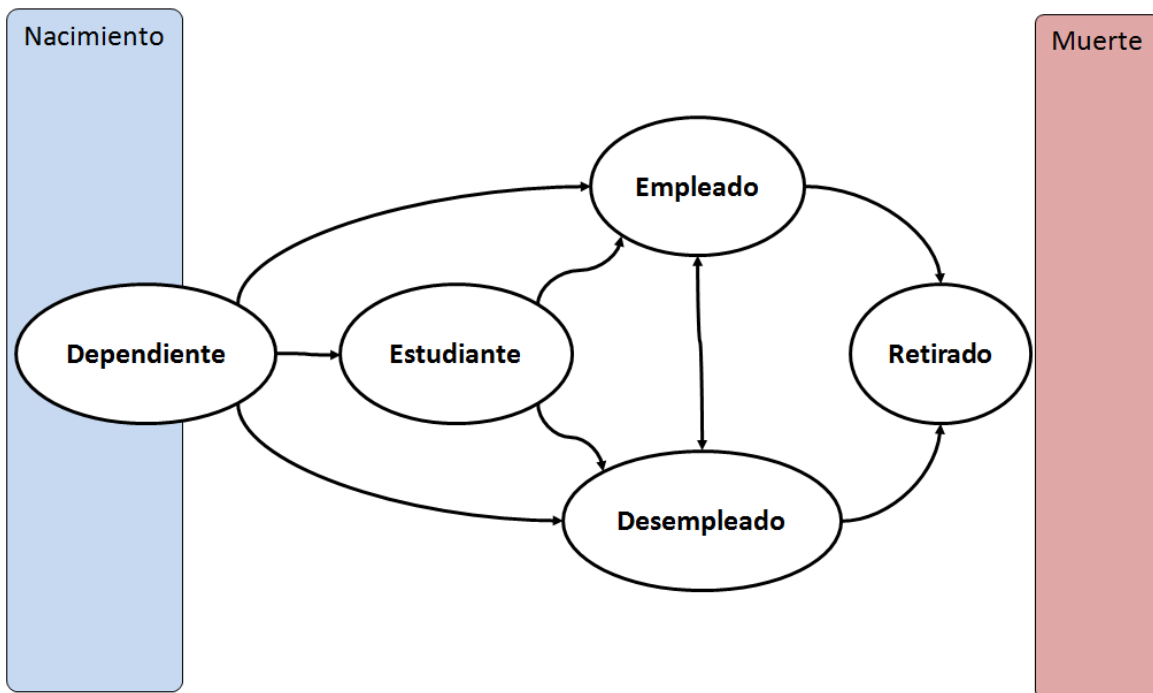 Nacimiento
Muerte
Empleado
Dependiente
Estudiante
Retirado
Desempleado